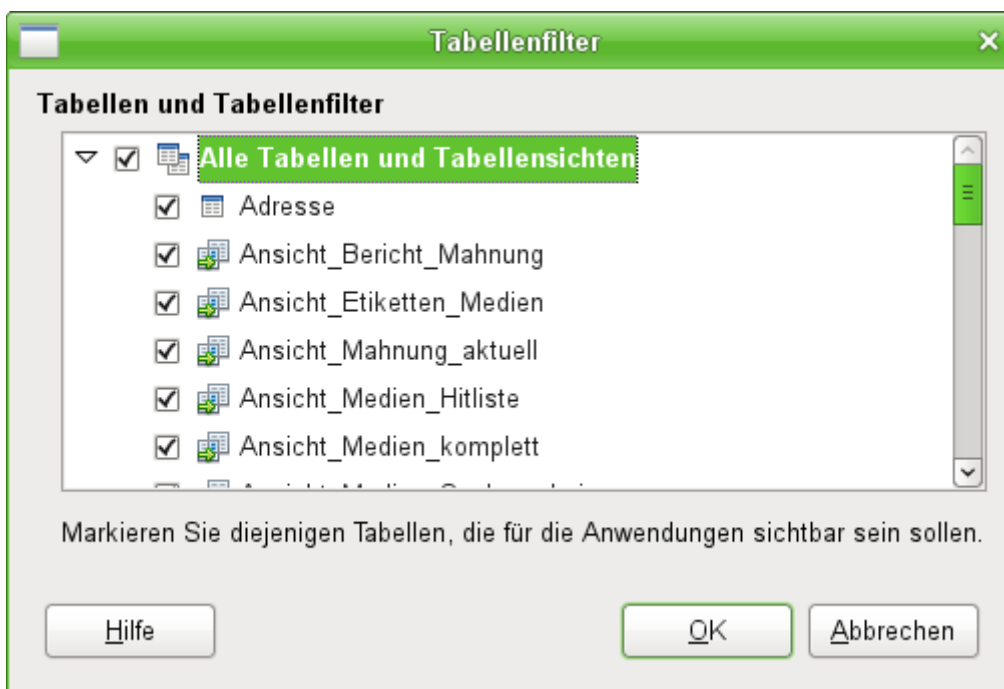 Tabellenfilter
Tabellen und Tabellenfilter
Alle Tabellen und Tabellensichten
Adresse
Ansicht_Bericht_Mahnung
Ansicht_Etiketten_Medien
Ansicht_Mahnung_aktuell
Ansicht_Medien_Hitliste
Ansicht_Medien_komplett
Markieren Sie diejenigen Tabellen, die für die Anwendungen sichtbar sein sollen.
Hilfe
OK
Abbrechen